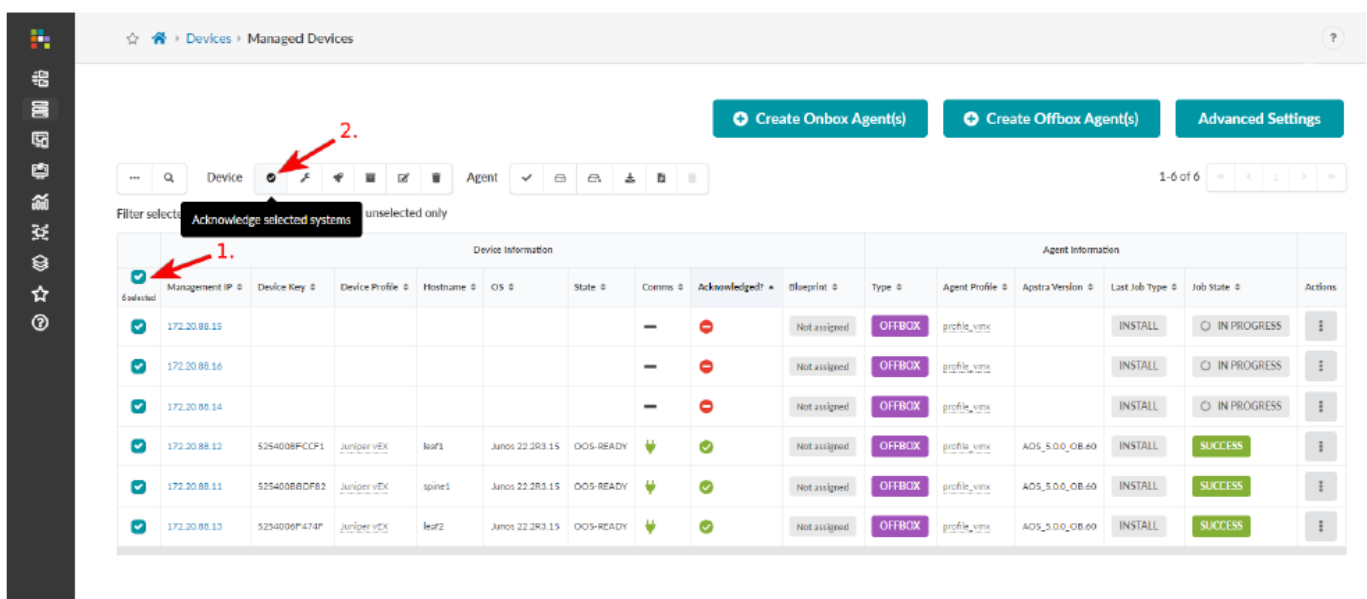 Devices › Managed Devices ?
Create Onbox Agent(s) Create Offbox Agent(s) Advanced Settings
2.
Device Agent 1-6 of 6
Filter selected unselected only
Acknowledge selected systems
1.
Device Information Agent Information
6 selected Management IP Device Key Device Profile Hostname OS State Comms Acknowledged? Blueprint Type Agent Profile Apstra Version Last Job Type Job State Actions
172.20.88.15 Not assigned OFFBOX profile_vmx INSTALL IN PROGRESS
172.20.88.16 Not assigned OFFBOX profile_vmx INSTALL IN PROGRESS
172.20.88.14 Not assigned OFFBOX profile_vmx INSTALL IN PROGRESS
172.20.88.12 Juniper vEX leaf1 Junos 22.2R3.15 OOS-READY Not assigned OFFBOX profile_vmx AOS_5.0.0_OB.60 INSTALL SUCCESS
172.20.88.11 Juniper vEX spine1 Junos 22.2R3.15 OOS-READY Not assigned OFFBOX profile_vmx AOS_5.0.0_OB.60 INSTALL SUCCESS
172.20.88.13 Juniper vEX leaf2 Junos 22.2R3.15 OOS-READY Not assigned OFFBOX profile_vmx AOS_5.0.0_OB.60 INSTALL SUCCESS